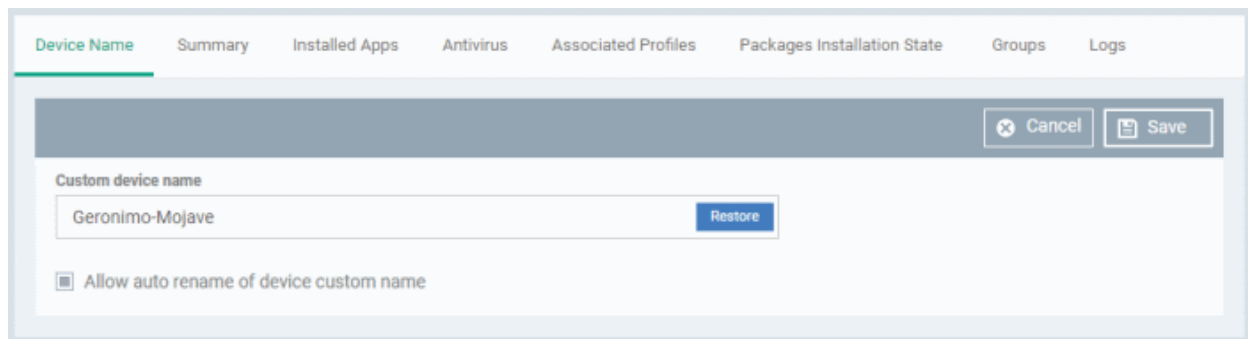 Device Name Summary Installed Apps Antivirus Associated Profiles Packages Installation State Groups Logs
Cancel Save
Custom device name
Geronimo-Mojave Restore
Allow auto rename of device custom name